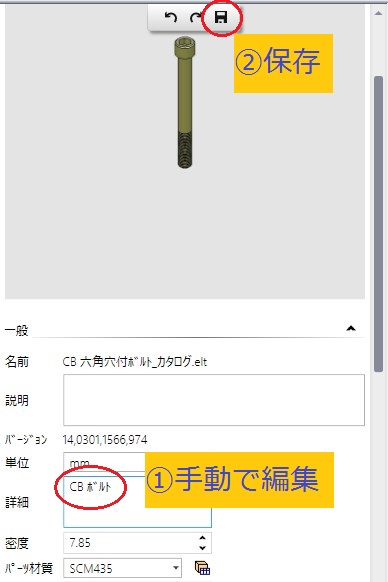 ②保存
一般
名前 CB 六角穴付ﾎﾞﾙﾄ_カタログ.elt
説明
ﾊﾞｰｼﾞｮﾝ 14,0301,1566,974
単位 mm
①手動で編集
詳細 CB ﾎﾞﾙﾄ
密度 7.85
ﾊﾟｰﾂ材質 SCM435